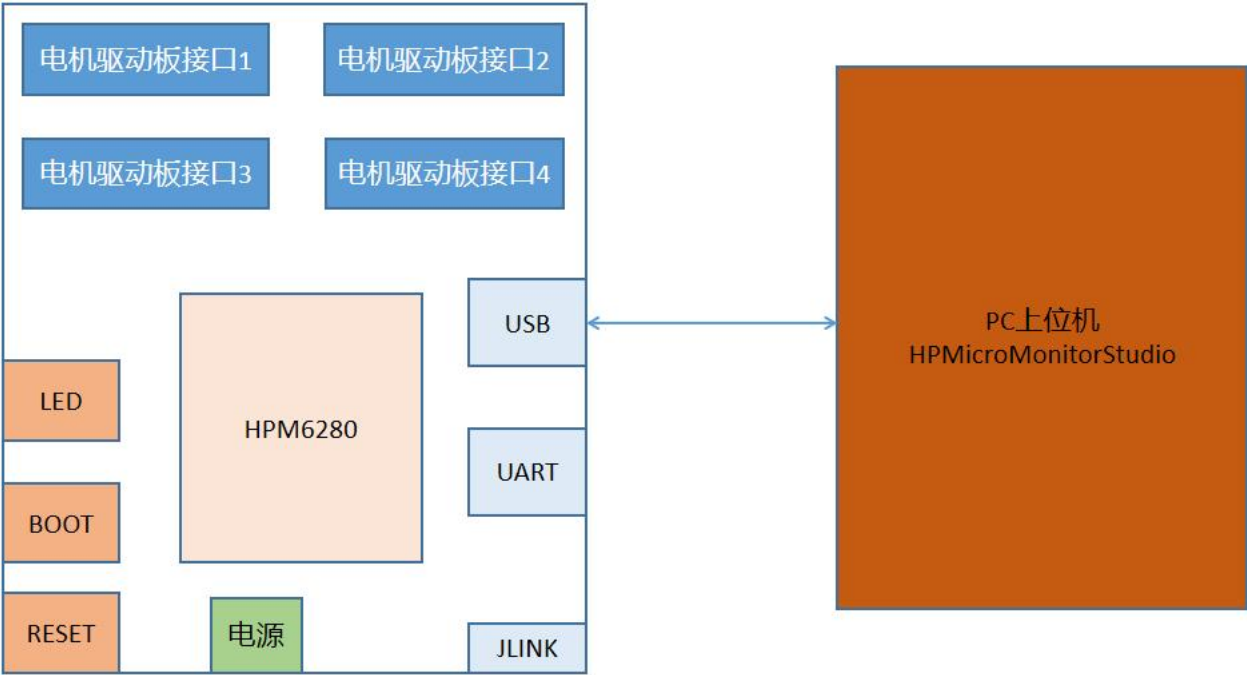 电机驱动板接口1
电机驱动板接口2
电机驱动板接口3
电机驱动板接口4
USB
PC上位机
HPMicroMonitorStudio
LED
HPM6280
UART
BOOT
RESET
电源
JLINK